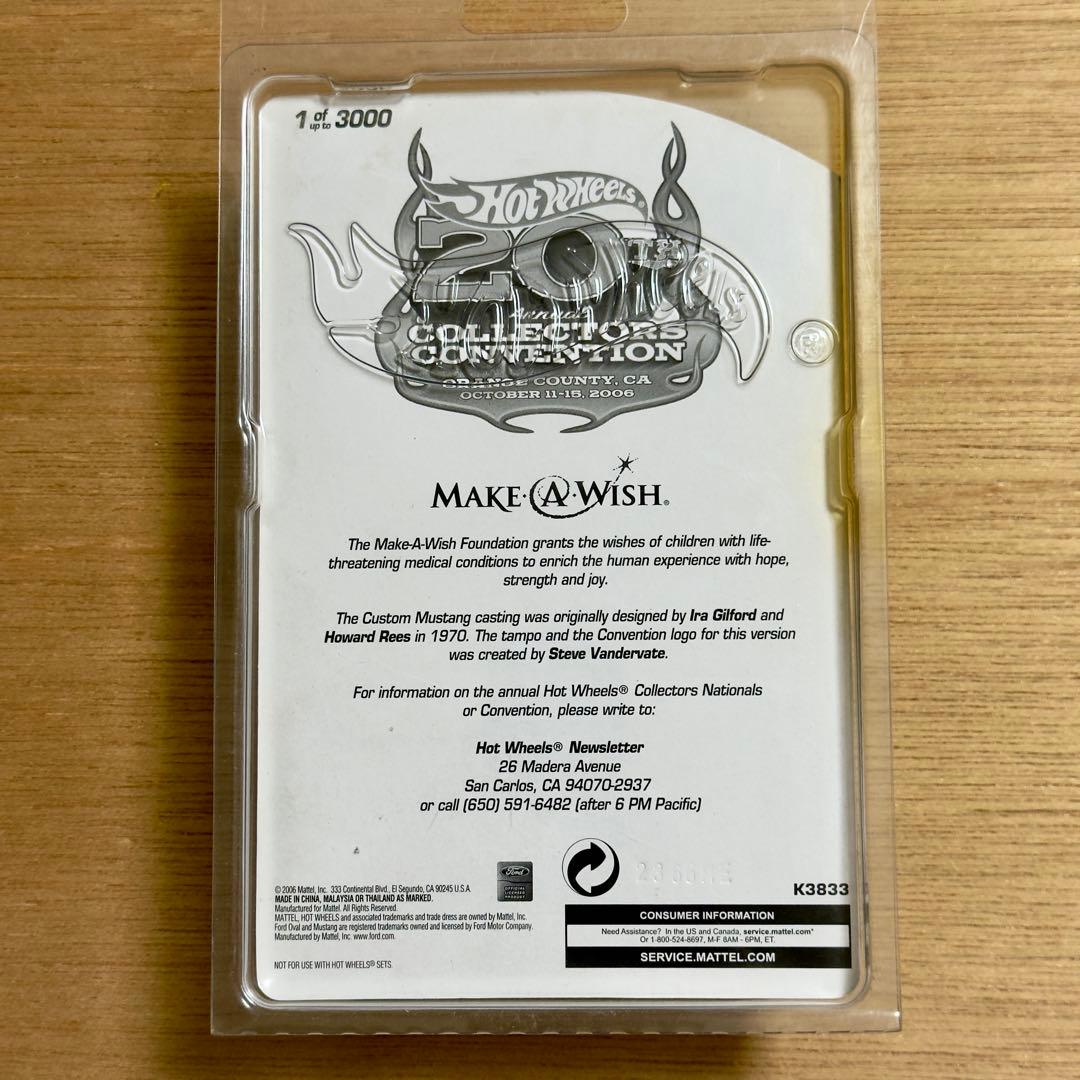 1 of up to 3000
Hot Wheels®
20TH
Annual
COLLECTORS
CONVENTION
ORANGE COUNTY, CA
OCTOBER 11-15, 2006
MAKE·A·WISH®
The Make-A-Wish Foundation grants the wishes of children with life-
threatening medical conditions to enrich the human experience with hope,
strength and joy.
The Custom Mustang casting was originally designed by Ira Gilford and
Howard Rees in 1970. The tampo and the Convention logo for this version
was created by Steve Vandervate.
For information on the annual Hot Wheels® Collectors Nationals
or Convention, please write to:
Hot Wheels® Newsletter
26 Madera Avenue
San Carlos, CA 94070-2937
or call (650) 591-6482 (after 6 PM Pacific)
© 2006 Mattel, Inc. 333 Continental Blvd., El Segundo, CA 90245 U.S.A.
MADE IN CHINA, MALAYSIA OR THAILAND AS MARKED.
Manufactured for Mattel. All Rights Reserved.
MATTEL, HOT WHEELS and associated trademarks and trade dress are owned by Mattel, Inc.
Ford Oval and Mustang are registered trademarks owned and licensed by Ford Motor Company.
Manufactured by Mattel, Inc. www.ford.com.
NOT FOR USE WITH HOT WHEELS® SETS.
Ford
OFFICIAL
LICENSED
PRODUCT
K3833
CONSUMER INFORMATION
Need Assistance? In the US and Canada, service.mattel.com*
Or 1-800-524-8697, M-F 8AM - 6PM, ET.
SERVICE.MATTEL.COM